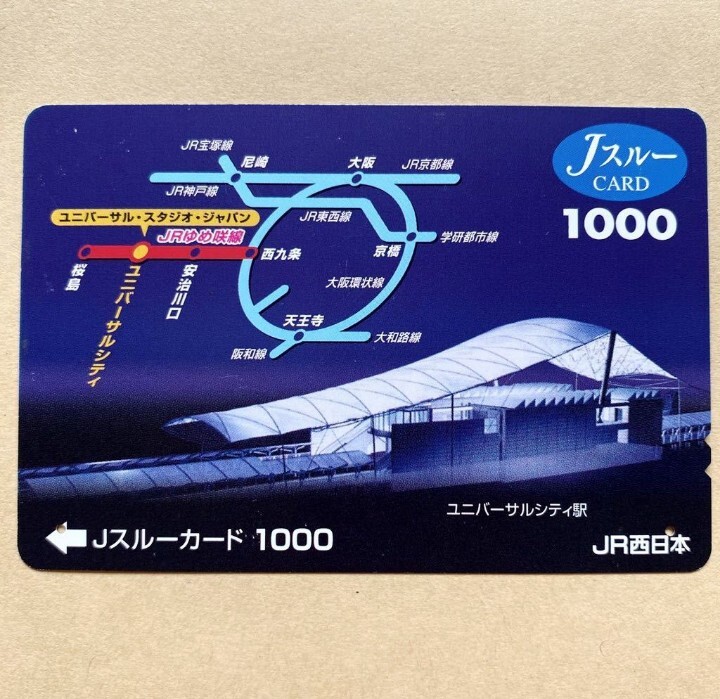 JR宝塚線
尼崎
大阪
JR京都線
JR神戸線
JR東西線
ユニバーサル・スタジオ・ジャパン
JRゆめ咲線
京橋
学研都市線
桜島
ユニバーサルシティ
安治川口
西九条
大阪環状線
天王寺
大和路線
阪和線
Jスルー
CARD
1000
ユニバーサルシティ駅
Jスルーカード 1000
JR西日本